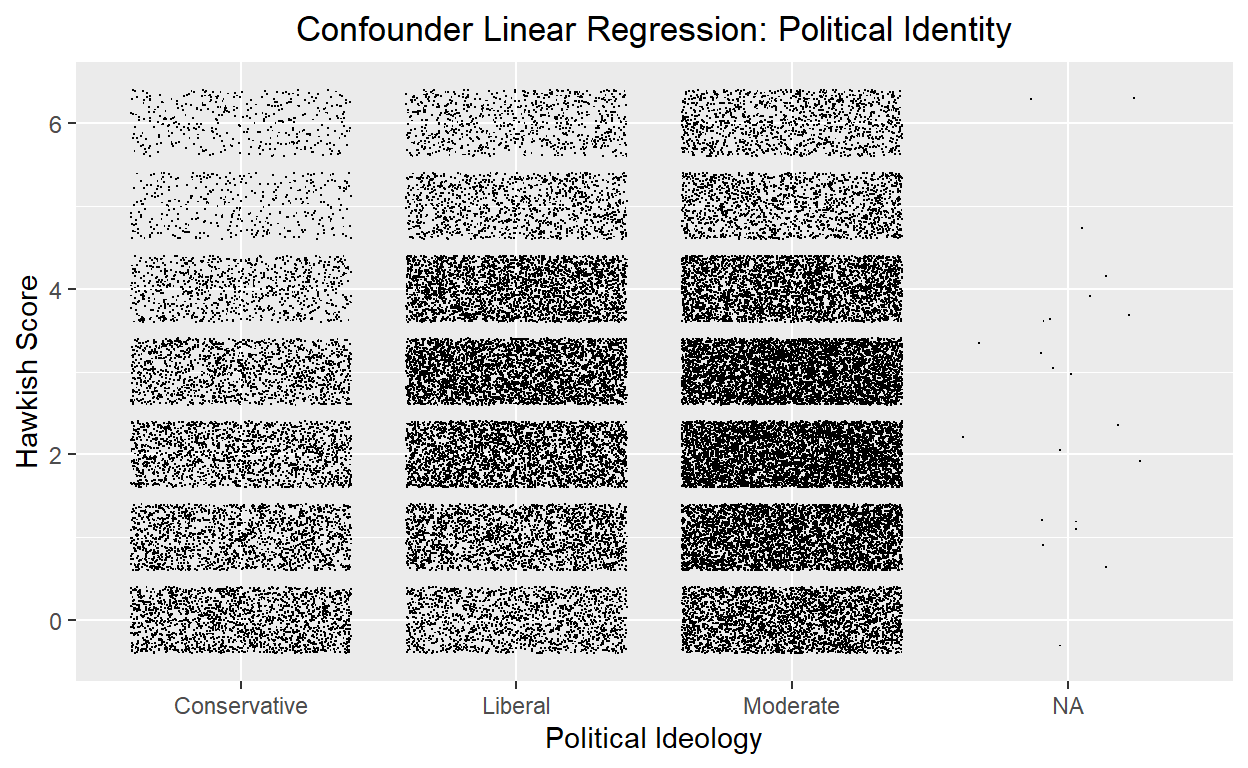 Confounder Linear Regression: Political Identity
Hawkish Score
6
4
2
0
Conservative Liberal Moderate NA
Political Ideology